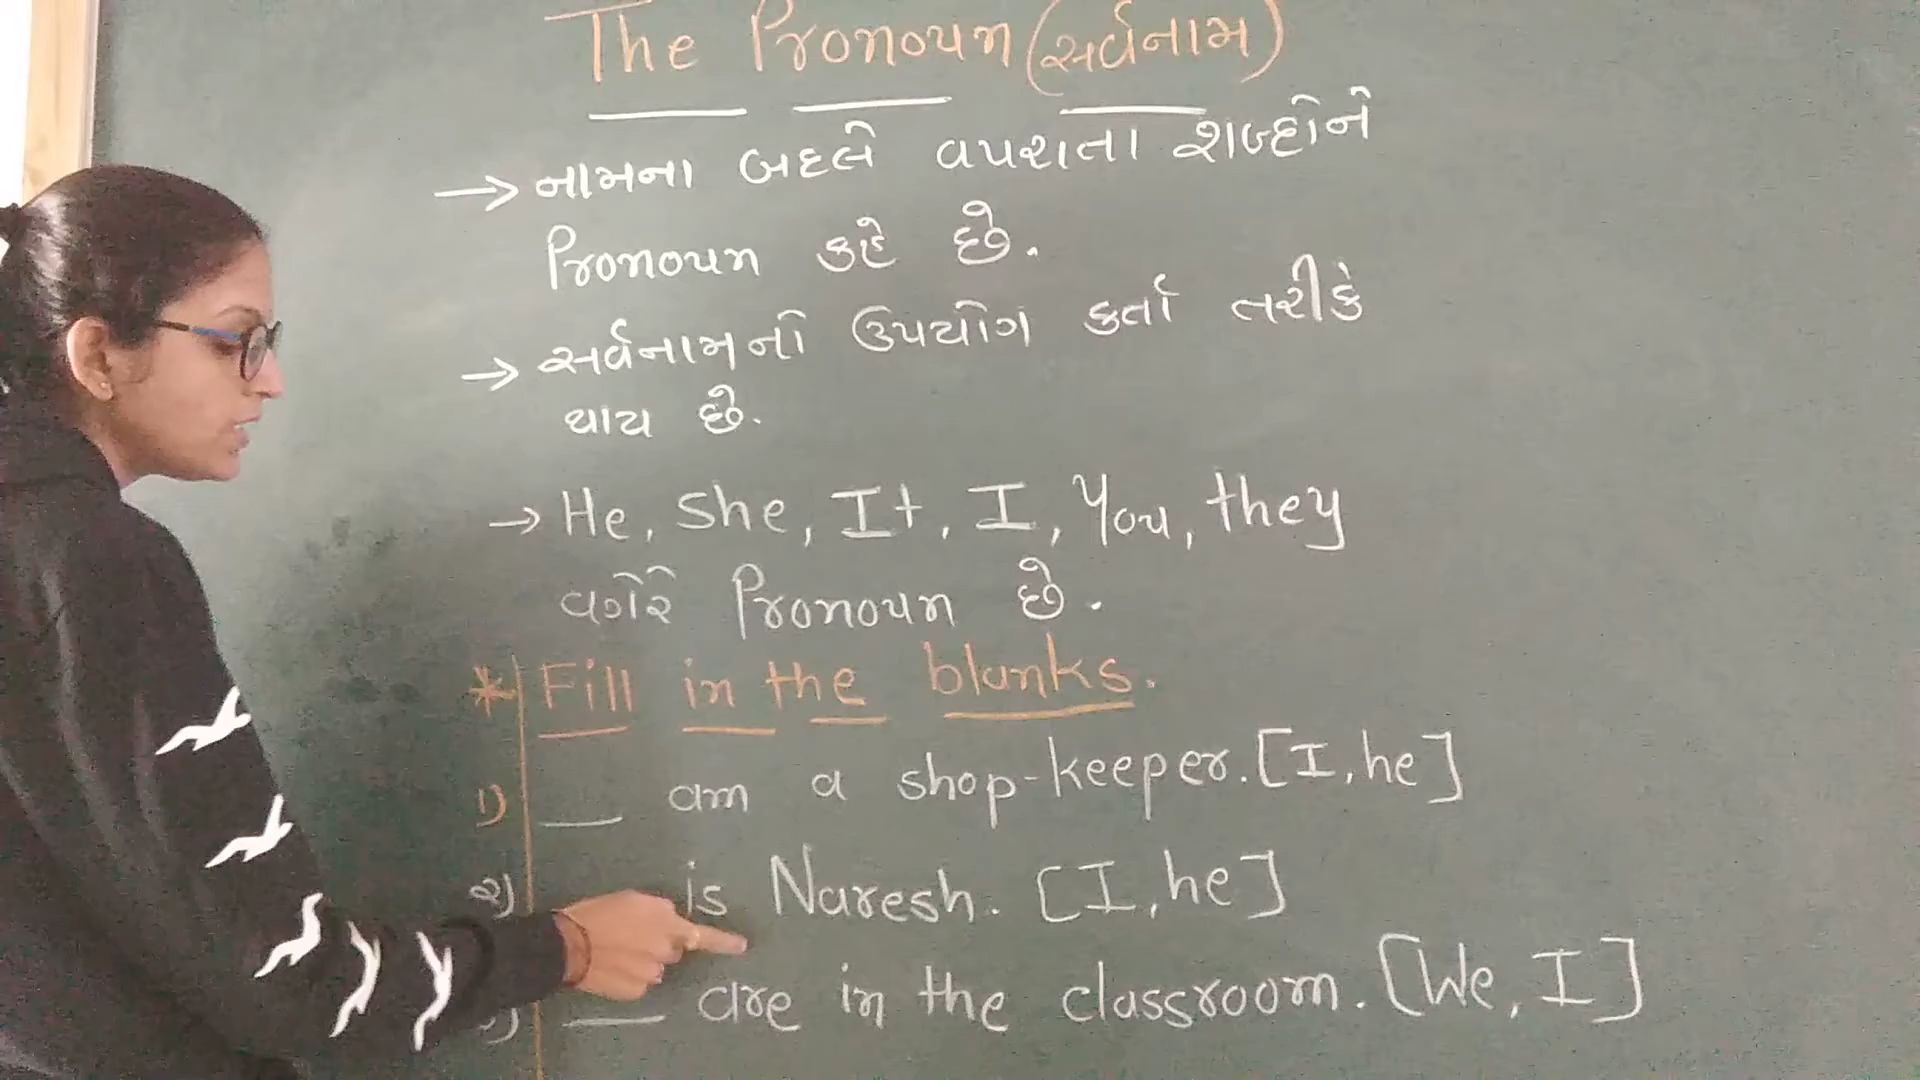 The Pronoun (સર્વનામ)
→ નામના બદલે વપરાતા શબ્દોને
Pronoun કહે છે.
→ સર્વનામનો ઉપયોગ કર્તા તરીકે
થાય છે.
→ He, She, It, I, You, they
વગેરે Pronoun છે.
* Fill in the blanks.
1) __ am a shop-keeper. [I, he]
૨) is Naresh. [I, he]
__ are in the classroom. [We, I]